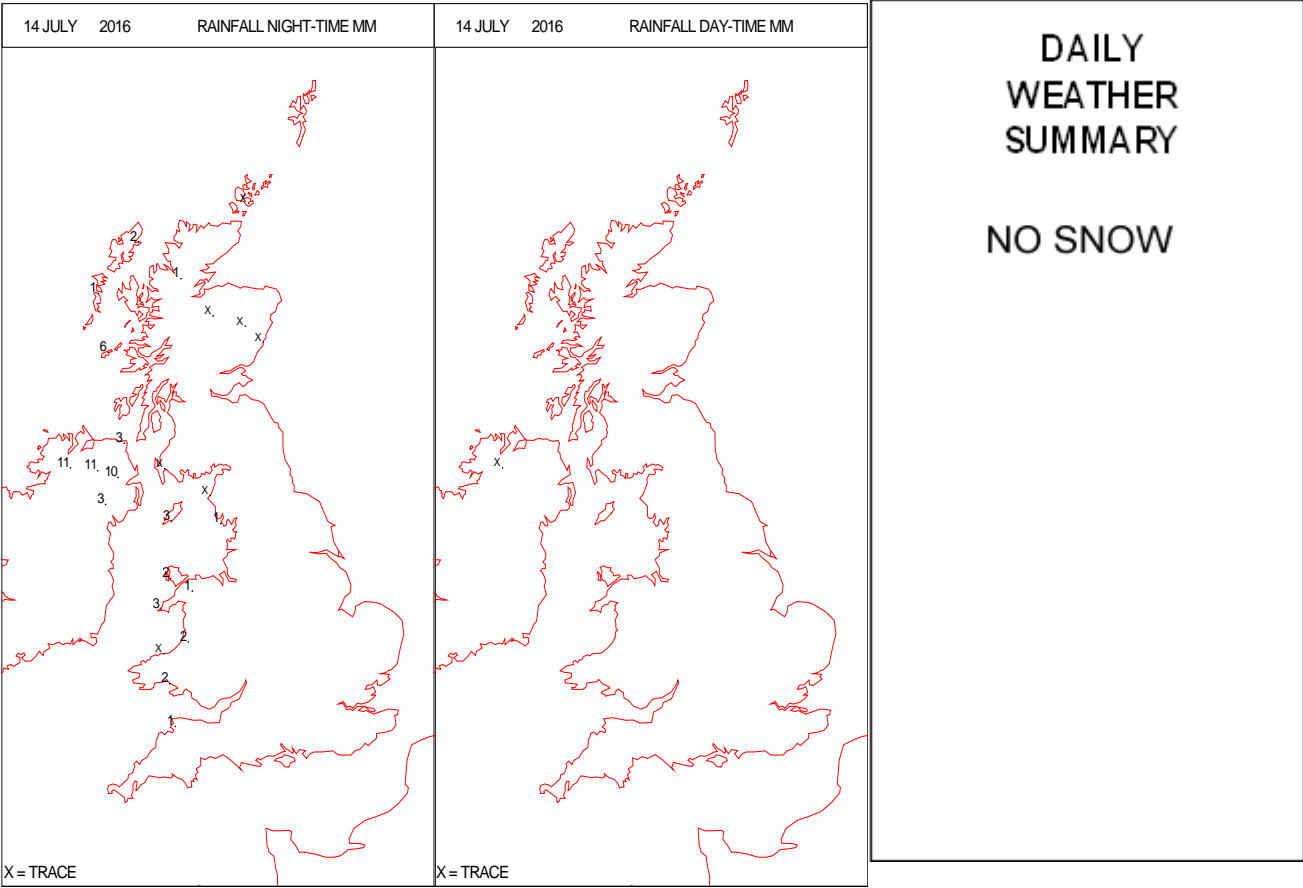 14 JULY 2016 RAINFALL NIGHT-TIME MM
X
2
1
1
X
X
X
6
3
11
11
10
X
3
X
3
1
2
1
3
2
X
2
1
X = TRACE
14 JULY 2016 RAINFALL DAY-TIME MM
X
X = TRACE
DAILY
WEATHER
SUMMARY
NO SNOW